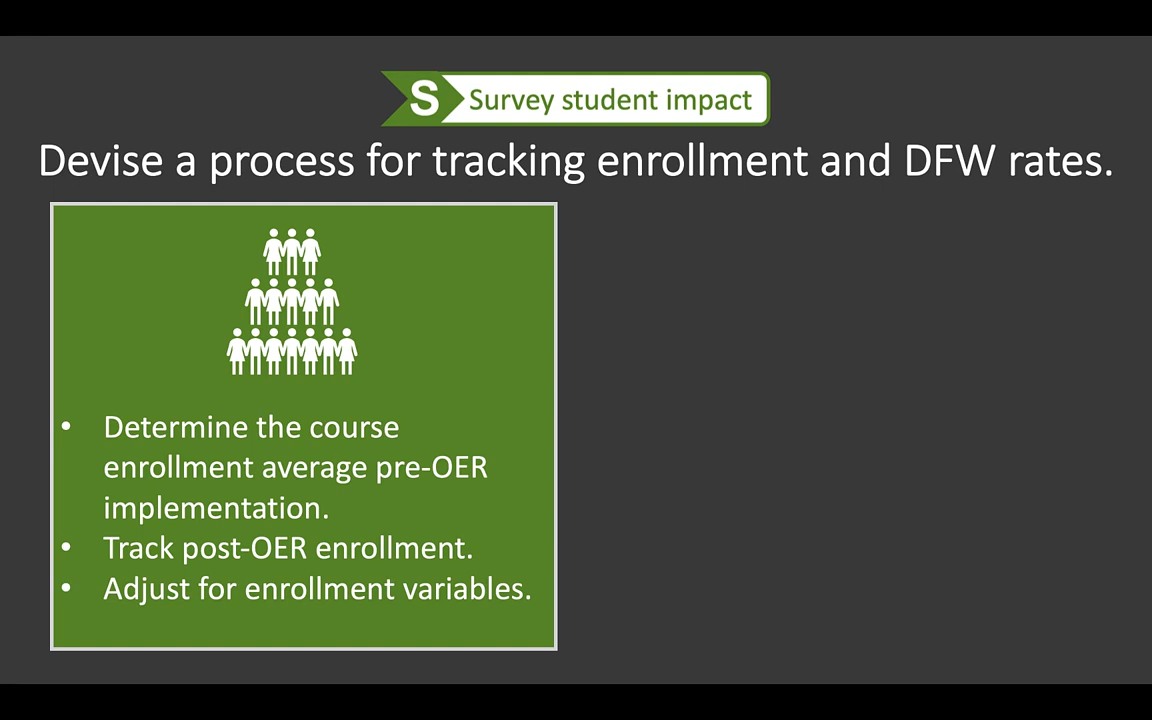 S Survey student impact
Devise a process for tracking enrollment and DFW rates.
• Determine the course
enrollment average pre-OER
implementation.
• Track post-OER enrollment.
• Adjust for enrollment variables.